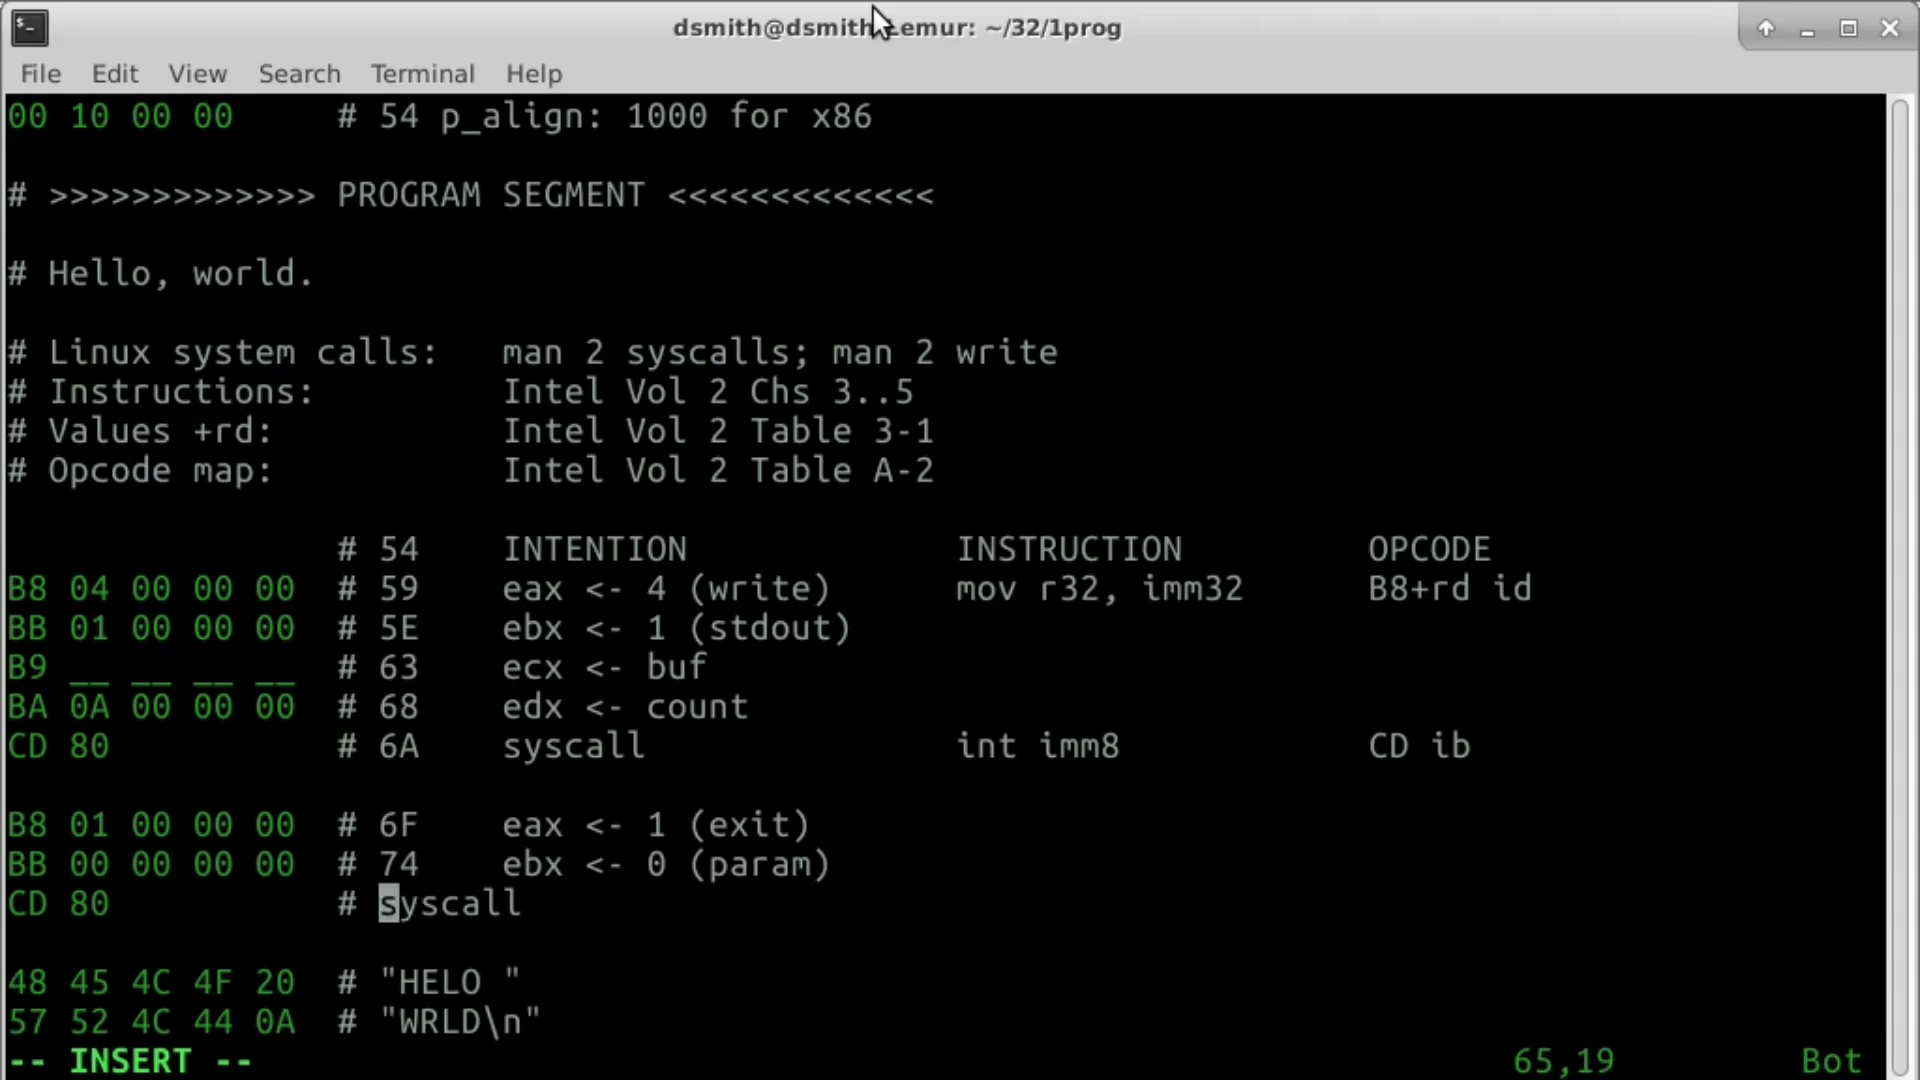 dsmith@dsmith-Lemur: ~/32/1prog
File Edit View Search Terminal Help
00 10 00 00 # 54 p_align: 1000 for x86
# >>>>>>>>>>>>> PROGRAM SEGMENT <<<<<<<<<<<<<
# Hello, world.
# Linux system calls: man 2 syscalls; man 2 write
# Instructions: Intel Vol 2 Chs 3..5
# Values +rd: Intel Vol 2 Table 3-1
# Opcode map: Intel Vol 2 Table A-2
# 54 INTENTION INSTRUCTION OPCODE
B8 04 00 00 00 # 59 eax <- 4 (write) mov r32, imm32 B8+rd id
BB 01 00 00 00 # 5E ebx <- 1 (stdout)
B9 __ __ __ __ # 63 ecx <- buf
BA 0A 00 00 00 # 68 edx <- count
CD 80 # 6A syscall int imm8 CD ib
B8 01 00 00 00 # 6F eax <- 1 (exit)
BB 00 00 00 00 # 74 ebx <- 0 (param)
CD 80 # syscall
48 45 4C 4F 20 # "HELO "
57 52 4C 44 0A # "WRLD\n"
-- INSERT -- 65,19 Bot